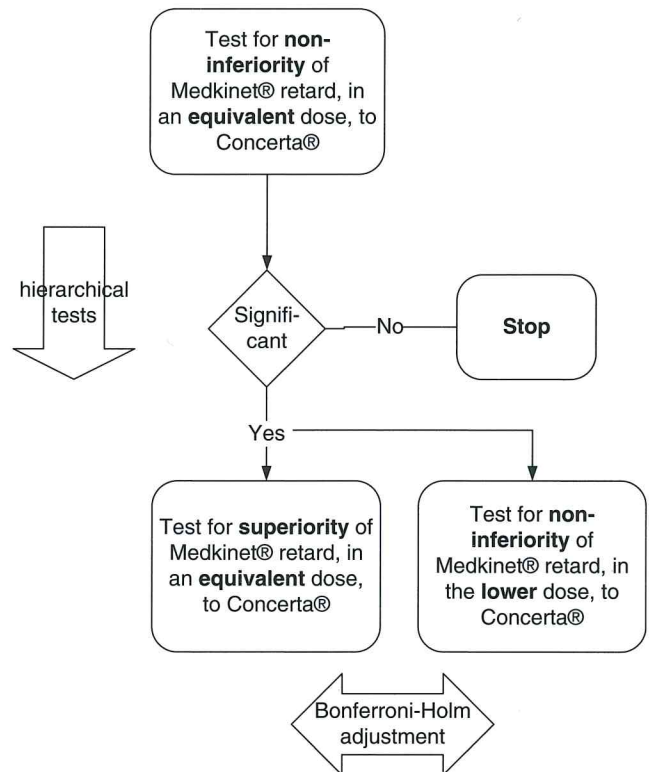 Test for non-
inferiority of
Medkinet® retard, in
an equivalent dose, to
Concerta®
hierarchical
tests
Signifi-
cant
No
Stop
Yes
Test for superiority of
Medkinet® retard, in
an equivalent dose,
to Concerta®
Test for non-
inferiority of
Medkinet® retard, in
the lower dose, to
Concerta®
Bonferroni-Holm
adjustment